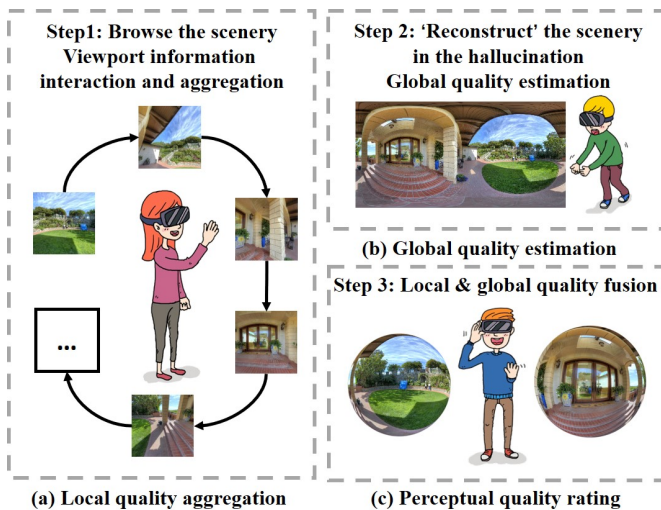 Step1: Browse the scenery
Viewport information
interaction and aggregation
...
(a) Local quality aggregation
Step 2: ‘Reconstruct’ the scenery
in the hallucination
Global quality estimation
(b) Global quality estimation
Step 3: Local & global quality fusion
(c) Perceptual quality rating